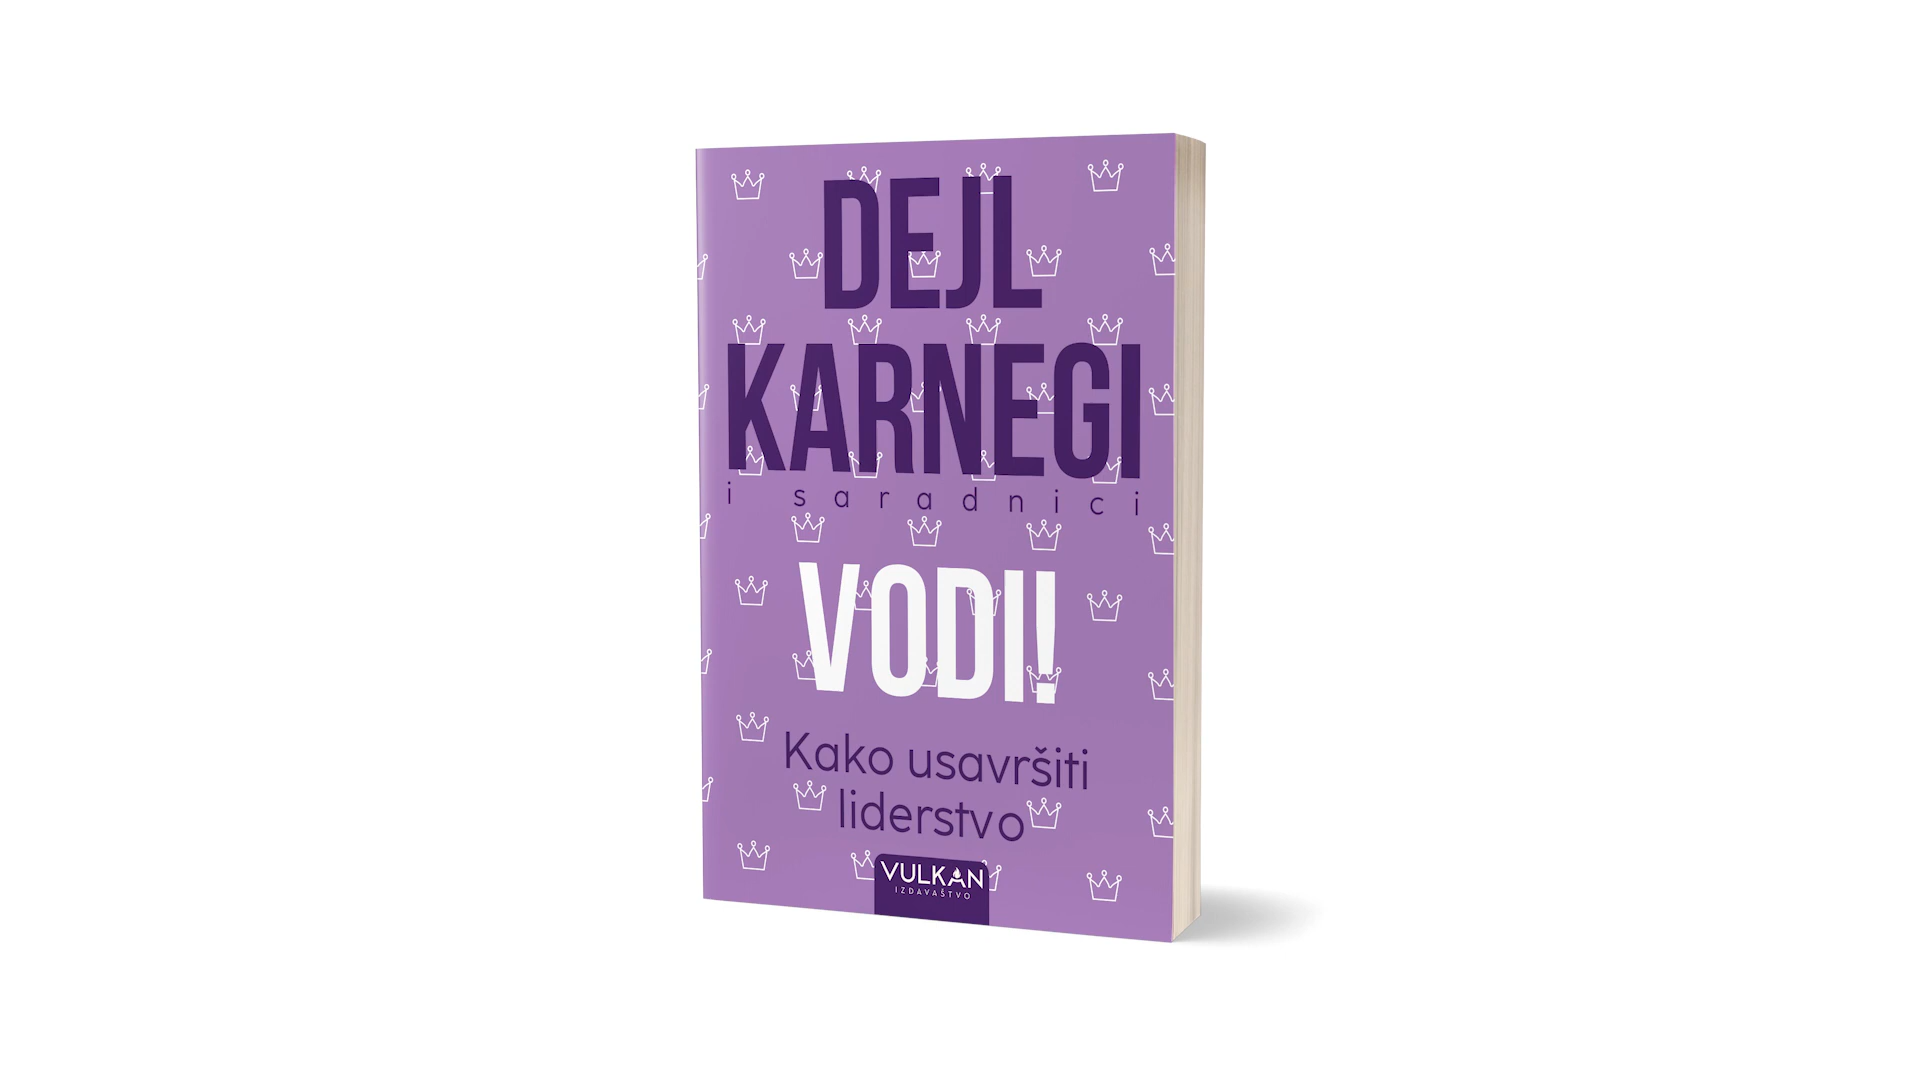 DEJL
KARNEGI
i saradnici
VODI!
Kako usavršiti
liderstvo
VULKAN
IZDAVAŠTVO